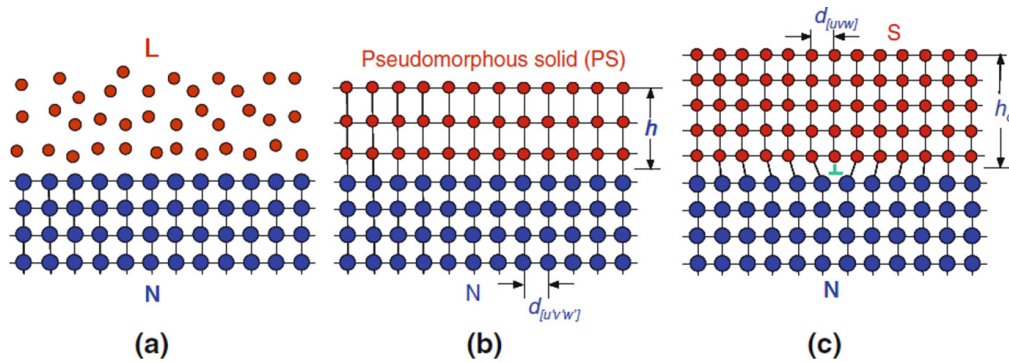 L
N
(a)
Pseudomorphous solid (PS)
h
N
d[u'v'w']
(b)
d[uvw]
S
N
(c)